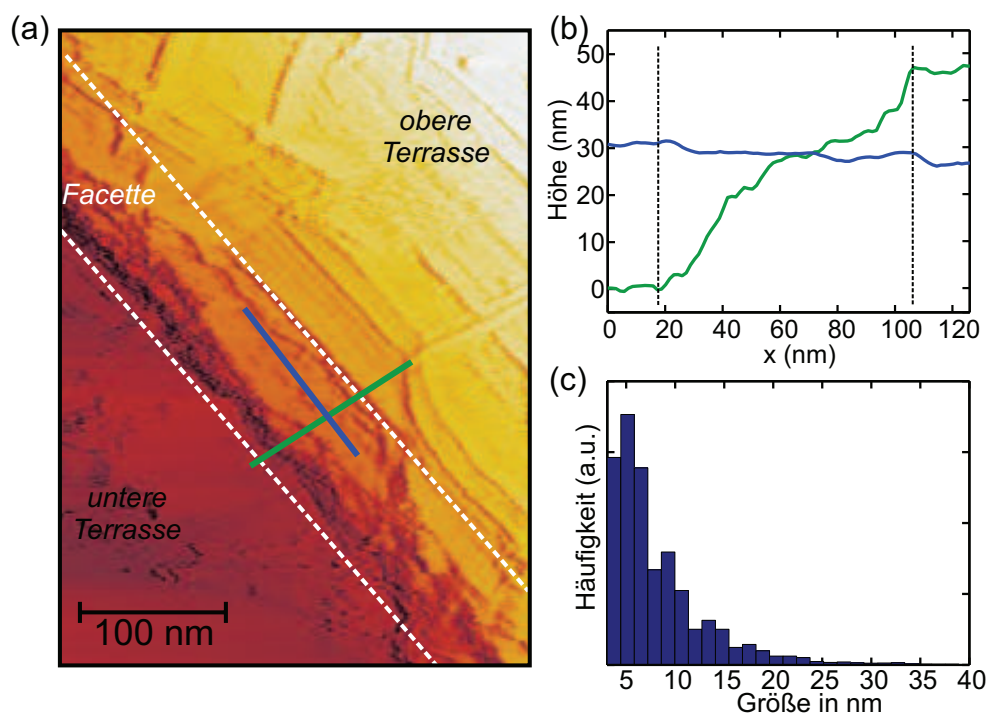 (a)
obere
Terrasse
Facette
untere
Terrasse
100 nm
(b)
Höhe (nm)
50
40
30
20
10
0
0 20 40 60 80 100 120
x (nm)
(c)
Häufigkeit (a.u.)
5 10 15 20 25 30 35 40
Größe in nm